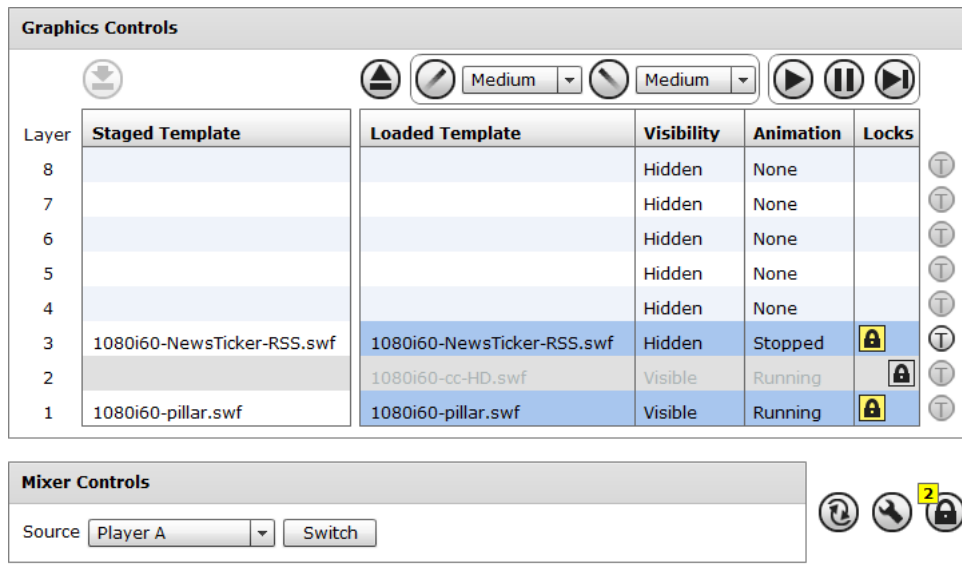 Graphics Controls
Medium Medium
Layer Staged Template Loaded Template Visibility Animation Locks
8 Hidden None T
7 Hidden None T
6 Hidden None T
5 Hidden None T
4 Hidden None T
3 1080i60-NewsTicker-RSS.swf 1080i60-NewsTicker-RSS.swf Hidden Stopped T
2 1080i60-cc-HD.swf Visible Running T
1 1080i60-pillar.swf 1080i60-pillar.swf Visible Running T
Mixer Controls
2
Source Player A Switch